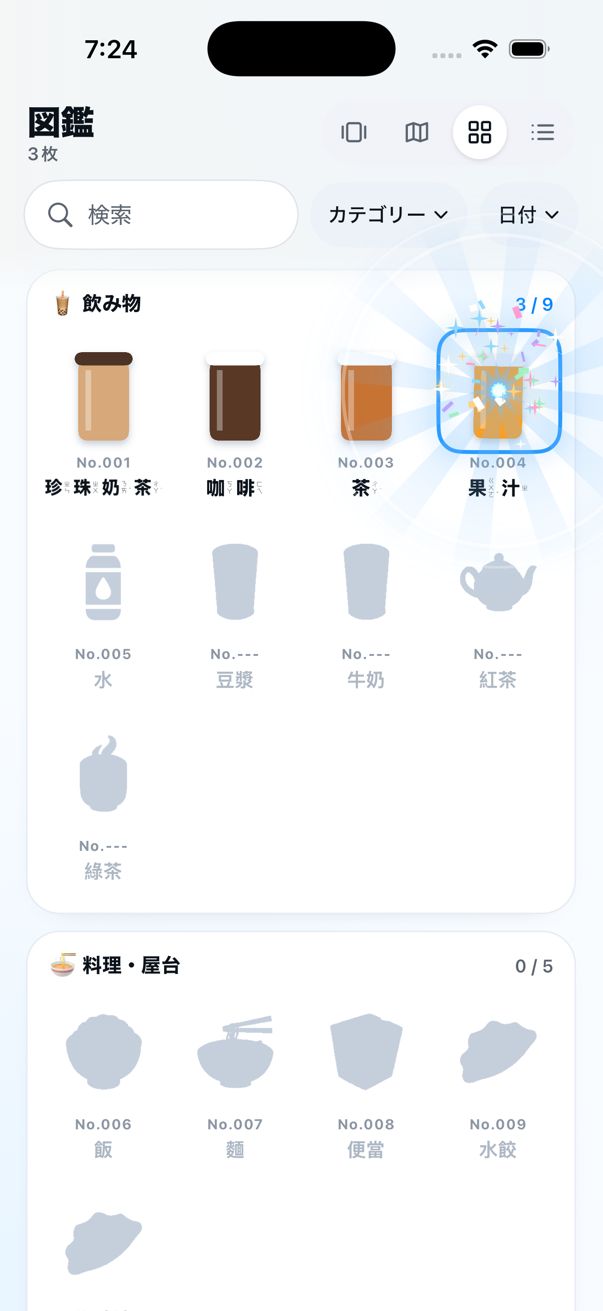 7:24
図鑑
3枚
検索
カテゴリー
日付
飲み物
3 / 9
No.001
No.002
No.003
No.004
珍珠奶茶
咖啡
茶
果汁
No.005
No.---
No.---
No.---
水
豆漿
牛奶
紅茶
No.---
綠茶
料理・屋台
0 / 5
No.006
No.007
No.008
No.009
飯
麵
便當
水餃